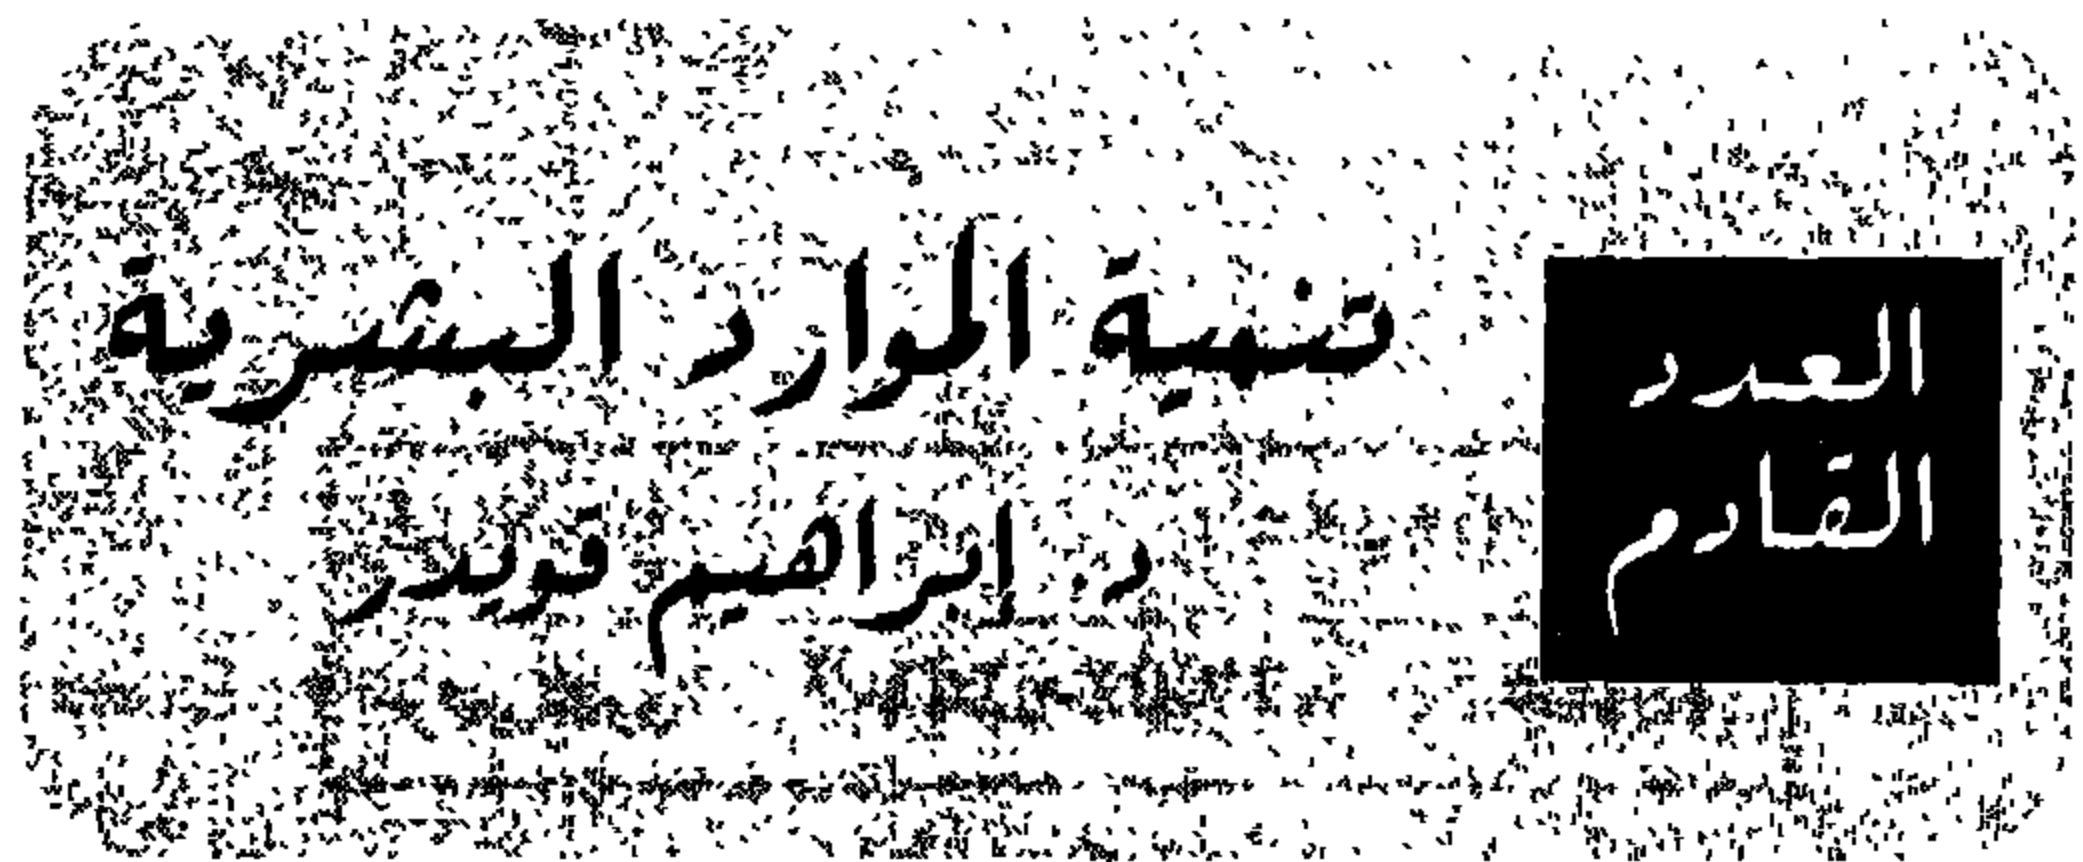 العدد
القادم
تنمية الموارد البشرية
د. إبراهيم قويدر